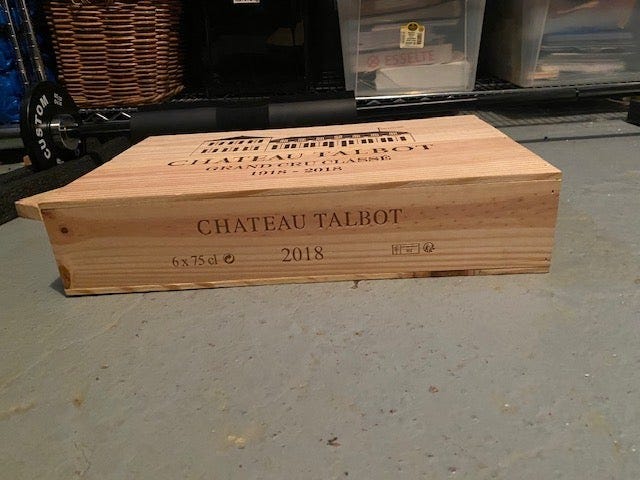 ESSELTE
CUSTOM
CHATEAU TALBOT
GRAND CRU CLASSÉ
1918 - 2018
CHATEAU TALBOT
6 x 75 cl
2018